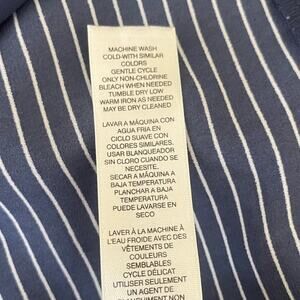 MACHINE WASH
COLD-WITH SIMILAR
COLORS
GENTLE CYCLE
ONLY NON-CHLORINE
BLEACH WHEN NEEDED
TUMBLE DRY LOW
WARM IRON AS NEEDED
MAY BE DRY CLEANED
LAVAR A MÁQUINA CON
AGUA FRIA EN
CICLO SUAVE CON
COLORES SIMILARES.
USAR BLANQUEADOR
SIN CLORO CUANDO SE
NECESITE.
SECAR A MÁQUINA A
BAJA TEMPERATURA
PLANCHAR A BAJA
TEMPERATURA
PUEDE LAVARSE EN
SECO
LAVER À LA MACHINE À
L'EAU FROIDE AVEC DES
VÊTEMENTS DE
COULEURS
SEMBLABLES
CYCLE DÉLICAT
UTILISER SEULEMENT
UN AGENT DE
BLANCHIMENT NON